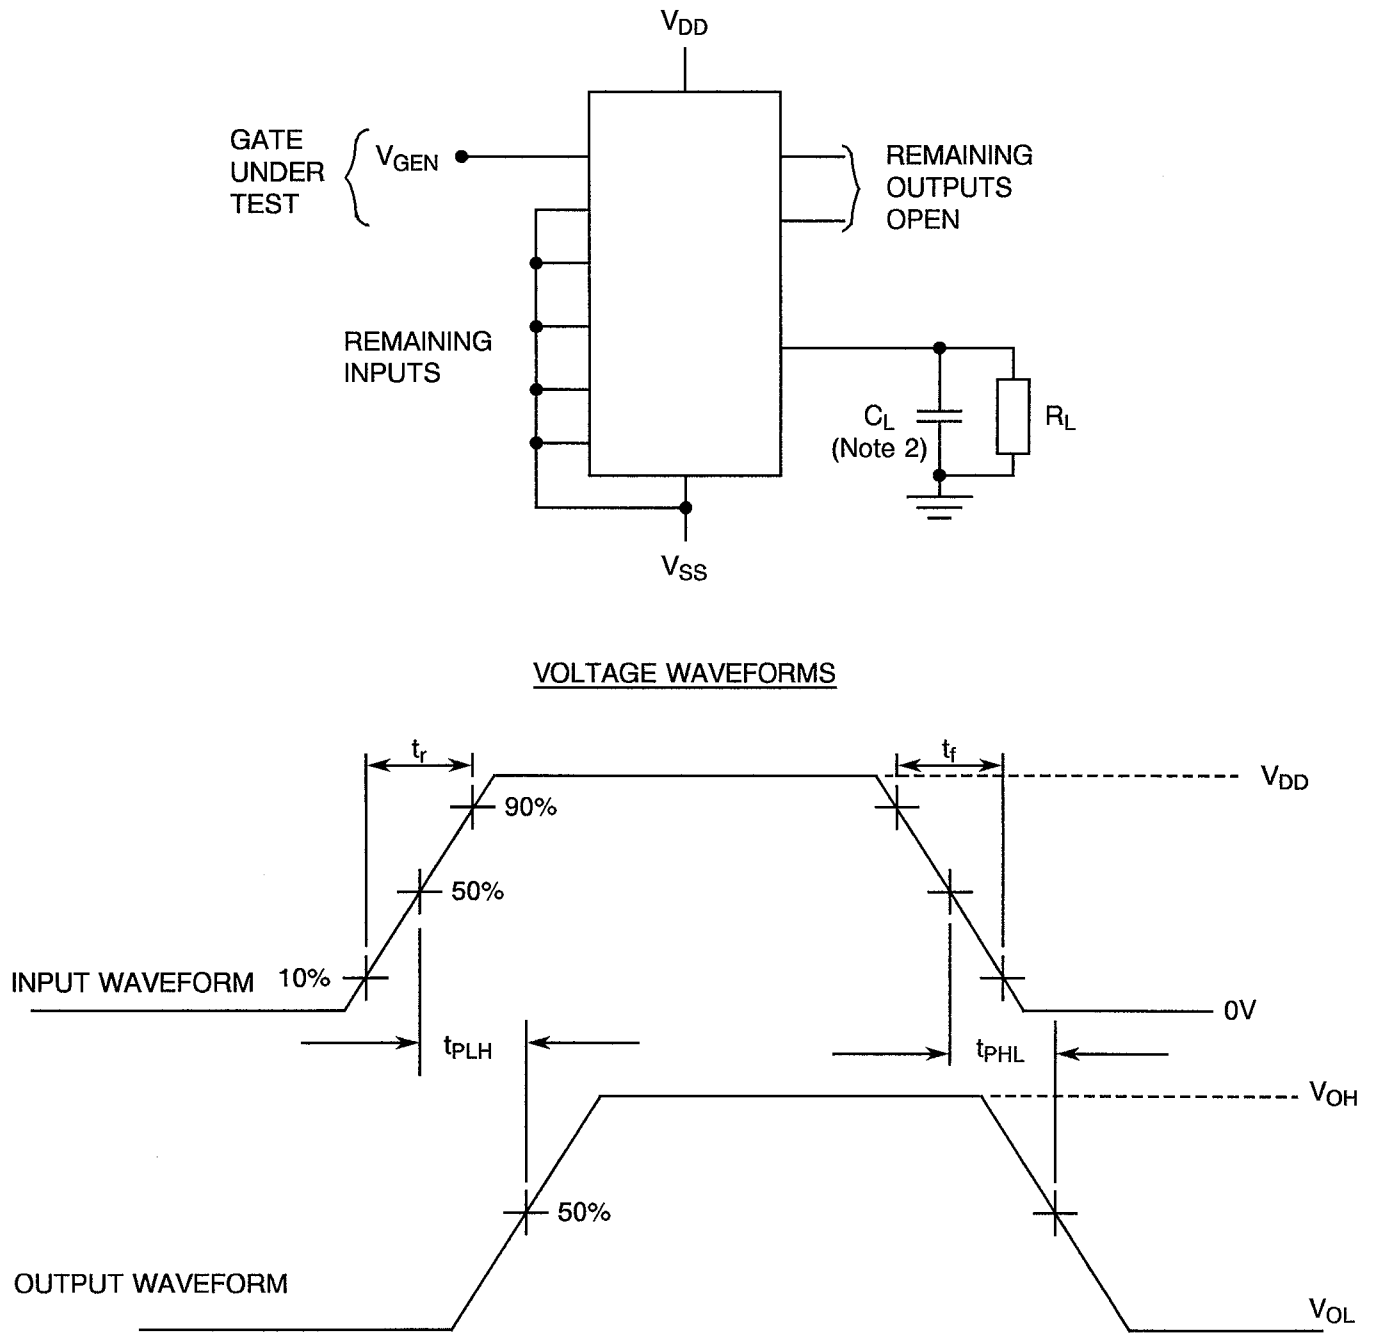 VDD
GATE
UNDER
TEST
VGEN
REMAINING
OUTPUTS
OPEN
REMAINING
INPUTS
CL
(Note 2)
RL
VSS
VOLTAGE WAVEFORMS
tr
tf
VDD
90%
50%
INPUT WAVEFORM
10%
0V
tPLH
tPHL
VOH
50%
OUTPUT WAVEFORM
VOL